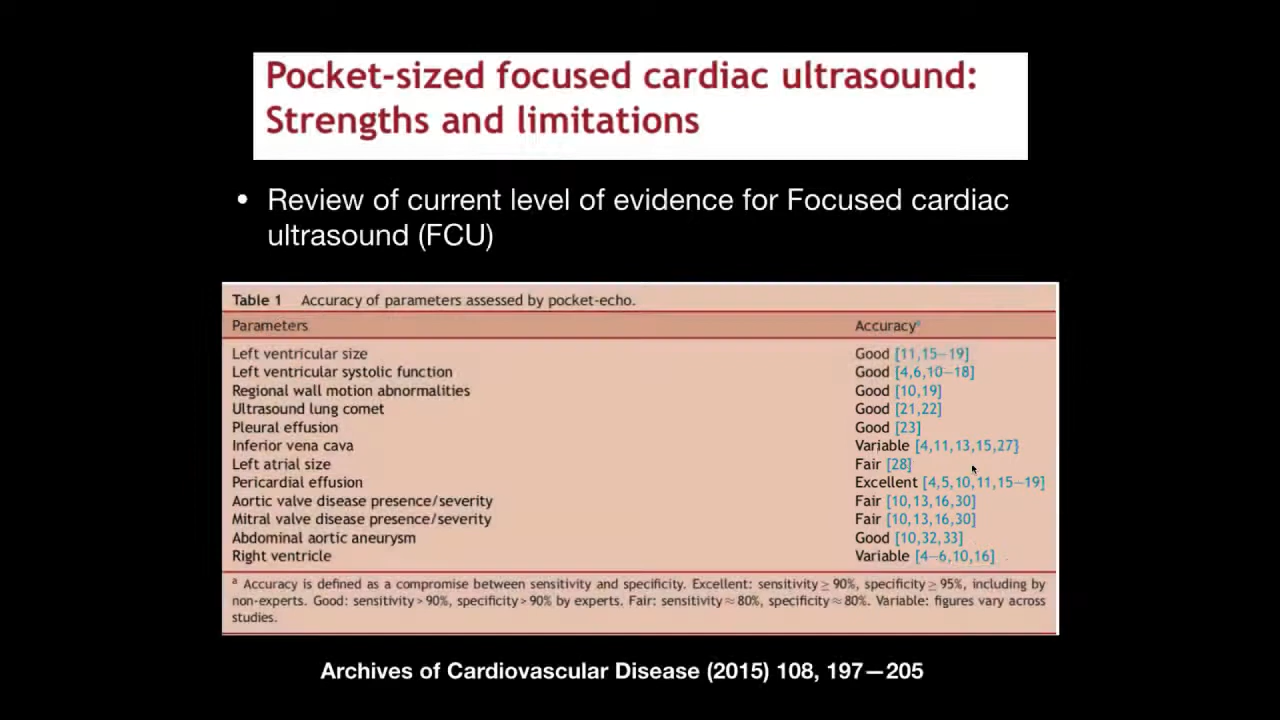 Pocket-sized focused cardiac ultrasound:
Strengths and limitations
• Review of current level of evidence for Focused cardiac
ultrasound (FCU)
Table 1 Accuracy of parameters assessed by pocket-echo.
Parameters Accuracyᵃ
Left ventricular size Good [11,15–19]
Left ventricular systolic function Good [4,6,10–18]
Regional wall motion abnormalities Good [10,19]
Ultrasound lung comet Good [21,22]
Pleural effusion Good [23]
Inferior vena cava Variable [4,11,13,15,27]
Left atrial size Fair [28]
Pericardial effusion Excellent [4,5,10,11,15–19]
Aortic valve disease presence/severity Fair [10,13,16,30]
Mitral valve disease presence/severity Fair [10,13,16,30]
Abdominal aortic aneurysm Good [10,32,33]
Right ventricle Variable [4–6,10,16]
ᵃ Accuracy is defined as a compromise between sensitivity and specificity. Excellent: sensitivity ≥ 90%, specificity ≥ 95%, including by
non-experts. Good: sensitivity > 90%, specificity > 90% by experts. Fair: sensitivity ≈ 80%, specificity ≈ 80%. Variable: figures vary across
studies.
Archives of Cardiovascular Disease (2015) 108, 197—205